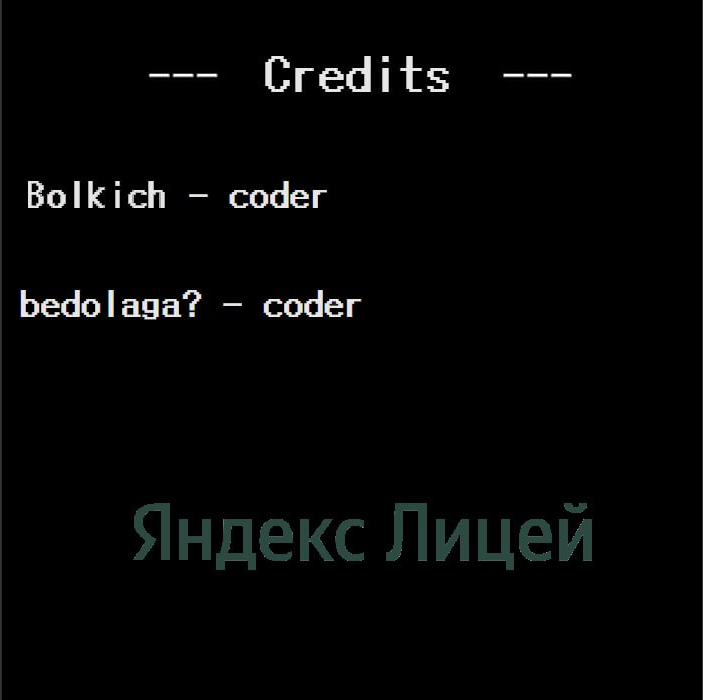 --- Credits ---
Bolkich - coder
bedolaga? - coder
Яндекс Лицей